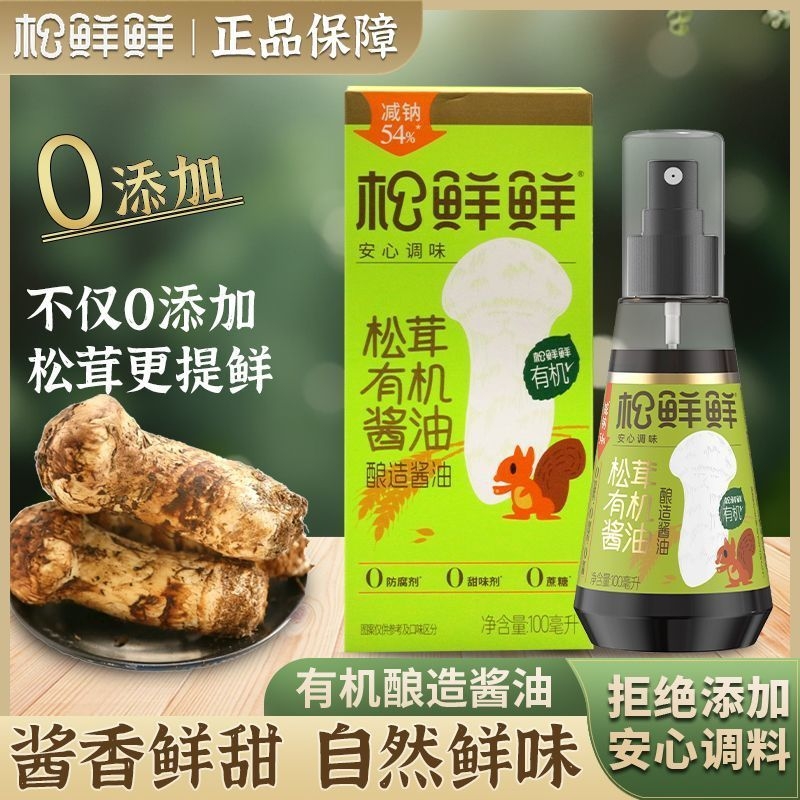 松鲜鲜 | 正品保障
0添加
不仅0添加
松茸更提鲜
减钠
54%*
松鲜鲜®
安心调味
松茸
有机
酱油
酿造酱油
松鲜鲜
有机
0防腐剂* 0甜味剂* 0蔗糖*
图案仅供参考及口味区分
净含量:100毫升
松鲜鲜
安心调味
松茸
有机
酱油
酿造酱油
松鲜鲜
有机
净含量:100毫升
有机酿造酱油
酱香鲜甜 自然鲜味
拒绝添加
安心调料